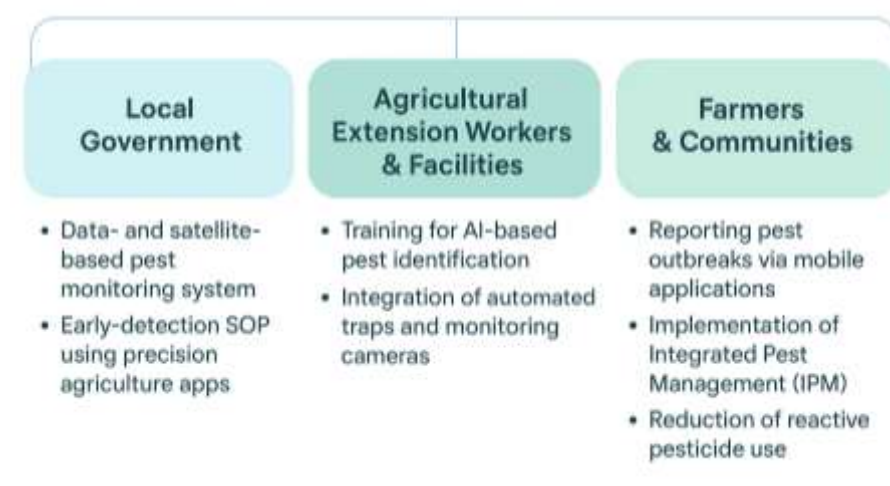 Local
Government
• Data- and satellite-
based pest
monitoring system
• Early-detection SOP
using precision
agriculture apps
Agricultural
Extension Workers
& Facilities
• Training for AI-based
pest identification
• Integration of automated
traps and monitoring
cameras
Farmers
& Communities
• Reporting pest
outbreaks via mobile
applications
• Implementation of
Integrated Pest
Management (IPM)
• Reduction of reactive
pesticide use